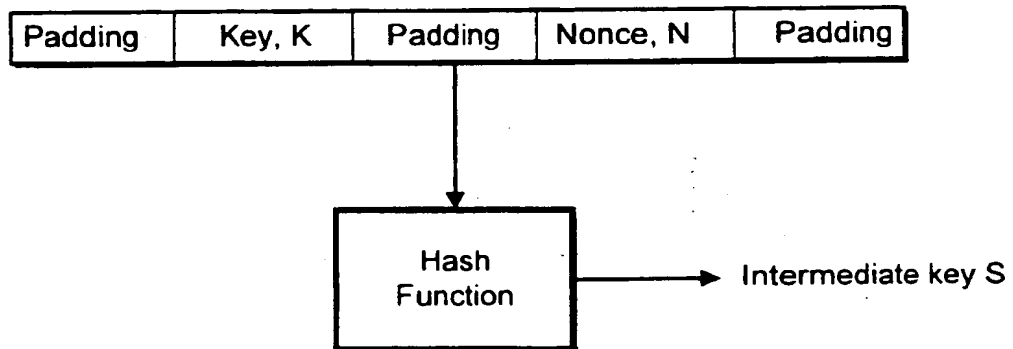 Padding Key, K Padding Nonce, N Padding
Hash
Function
Intermediate key S